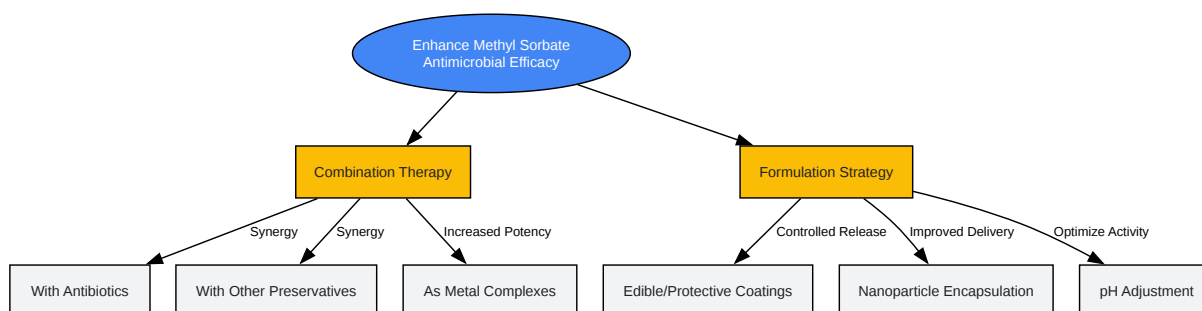 Enhance Methyl Sorbate
Antimicrobial Efficacy
Combination Therapy
Formulation Strategy
Synergy
Synergy
Increased Potency
Controlled Release
Improved Delivery
Optimize Activity
With Antibiotics
With Other Preservatives
As Metal Complexes
Edible/Protective Coatings
Nanoparticle Encapsulation
pH Adjustment